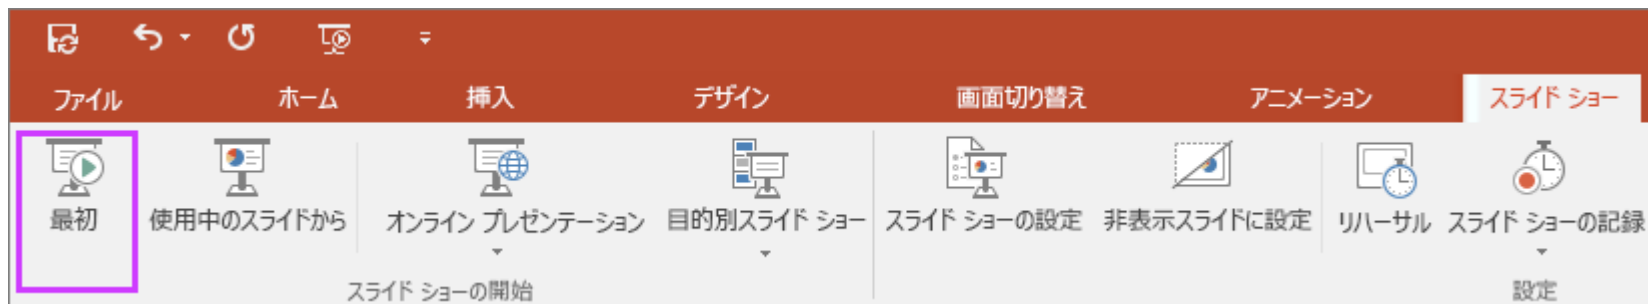 ファイル ホーム 挿入 デザイン 画面切り替え アニメーション スライド ショー
最初 使用中のスライドから オンライン プレゼンテーション 目的別スライド ショー スライド ショーの設定 非表示スライドに設定 リハーサル スライド ショーの記録
スライド ショーの開始 設定